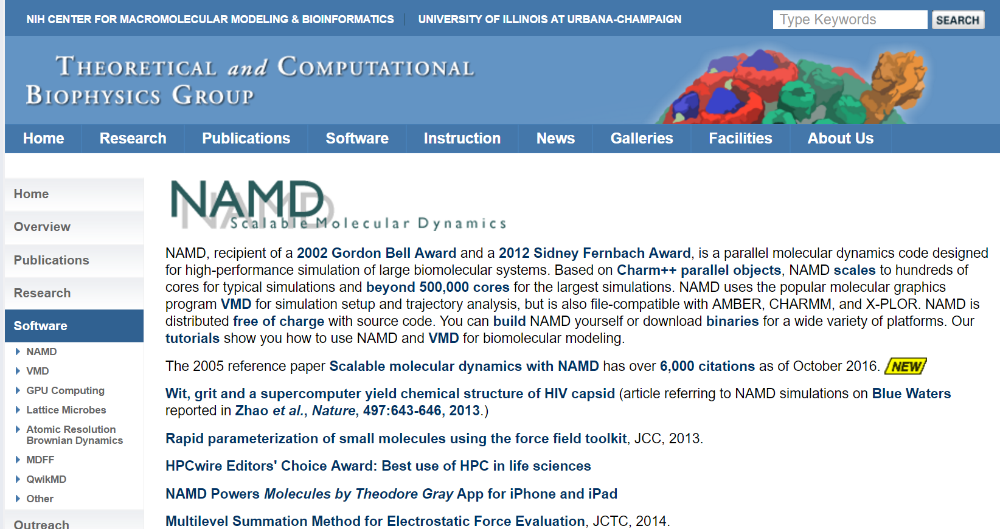 NIH CENTER FOR MACROMOLECULAR MODELING & BIOINFORMATICS
UNIVERSITY OF ILLINOIS AT URBANA-CHAMPAIGN
Type Keywords
SEARCH
THEORETICAL and COMPUTATIONAL
BIOPHYSICS GROUP
Home
Research
Publications
Software
Instruction
News
Galleries
Facilities
About Us
Home
Overview
Publications
Research
Software
NAMD
VMD
GPU Computing
Lattice Microbes
Atomic Resolution
Brownian Dynamics
MDFF
QwikMD
Other
Outreach
NAMD
Scalable Molecular Dynamics
NAMD, recipient of a 2002 Gordon Bell Award and a 2012 Sidney Fernbach Award, is a parallel molecular dynamics code designed
for high-performance simulation of large biomolecular systems. Based on Charm++ parallel objects, NAMD scales to hundreds of
cores for typical simulations and beyond 500,000 cores for the largest simulations. NAMD uses the popular molecular graphics
program VMD for simulation setup and trajectory analysis, but is also file-compatible with AMBER, CHARMM, and X-PLOR. NAMD is
distributed free of charge with source code. You can build NAMD yourself or download binaries for a wide variety of platforms. Our
tutorials show you how to use NAMD and VMD for biomolecular modeling.
The 2005 reference paper Scalable molecular dynamics with NAMD has over 6,000 citations as of October 2016. NEW
Wit, grit and a supercomputer yield chemical structure of HIV capsid (article referring to NAMD simulations on Blue Waters
reported in Zhao et al., Nature, 497:643-646, 2013.)
Rapid parameterization of small molecules using the force field toolkit, JCC, 2013.
HPCwire Editors' Choice Award: Best use of HPC in life sciences
NAMD Powers Molecules by Theodore Gray App for iPhone and iPad
Multilevel Summation Method for Electrostatic Force Evaluation, JCTC, 2014.